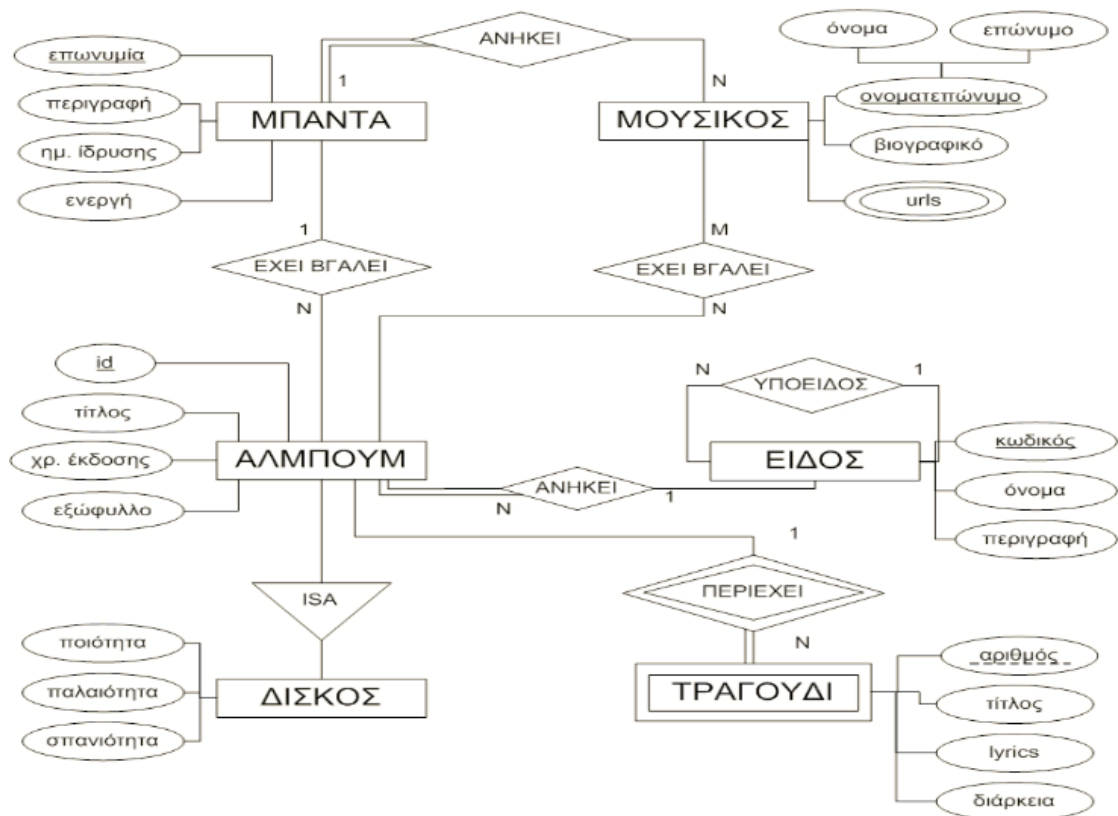 ΑΝΗΚΕΙ
όνομα
επώνυμο
επωνυμία
1
N
ονοματεπώνυμο
περιγραφή
ΜΠΑΝΤΑ
ΜΟΥΣΙΚΟΣ
ημ. ίδρυσης
βιογραφικό
ενεργή
urls
1
M
ΕΧΕΙ ΒΓΑΛΕΙ
ΕΧΕΙ ΒΓΑΛΕΙ
N
N
id
N
1
ΥΠΟΕΙΔΟΣ
τίτλος
κωδικός
χρ. έκδοσης
ΑΛΜΠΟΥΜ
ΕΙΔΟΣ
ΑΝΗΚΕΙ
όνομα
N
1
εξώφυλλο
1
περιγραφή
ISA
ΠΕΡΙΕΧΕΙ
ποιότητα
N
αριθμός
παλαιότητα
ΔΙΣΚΟΣ
ΤΡΑΓΟΥΔΙ
τίτλος
σπανιότητα
lyrics
διάρκεια